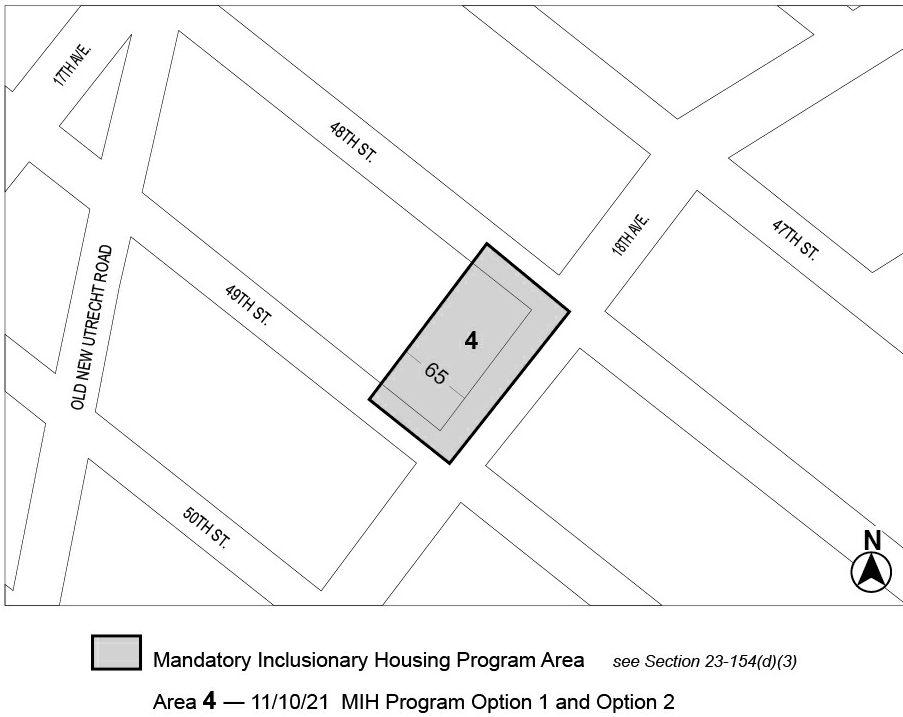 17TH AVE.
48TH ST.
18TH AVE.
47TH ST.
OLD NEW UTRECHT ROAD
49TH ST.
4
65
50TH ST.
N
Mandatory Inclusionary Housing Program Area see Section 23-154(d)(3)
Area 4 — 11/10/21 MIH Program Option 1 and Option 2